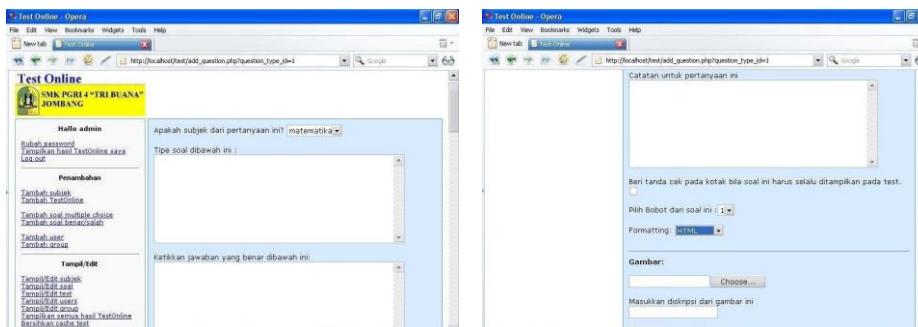 Test Online - Opera
File Edit View Bookmarks Widgets Tools Help
New tab Test Online
http://localhost/test/add_question.php?question_type_id=1 Google
Test Online
SMK PGRI 4 "TRI BUANA"
JOMBANG
Hallo admin
Rubah password
Tampilkan hasil TestOnline saya
Log out
Penambahan
Tambah subjek
Tambah TestOnline
Tambah soal multiple choice
Tambah soal benar/salah
Tambah user
Tambah group
Tampil/Edit
Tampil/Edit subjek
Tampil/Edit soal
Tampil/Edit test
Tampil/Edit users
Tampil/Edit group
Tampilkan semua hasil TestOnline
Bersihkan cache test
Apakah subjek dari pertanyaan ini? matematika
Tipe soal dibawah ini :
Ketikkan jawaban yang benar dibawah ini:
Test Online - Opera
File Edit View Bookmarks Widgets Tools Help
New tab Test Online
http://localhost/test/add_question.php?question_type_id=1 Google
Catatan untuk pertanyaan ini
Beri tanda cek pada kotak bila soal ini harus selalu ditampilkan pada test.
Pilih Bobot dari soal ini : 1
Formatting: HTML
Gambar:
Choose...
Masukkan diskripsi dari gambar ini